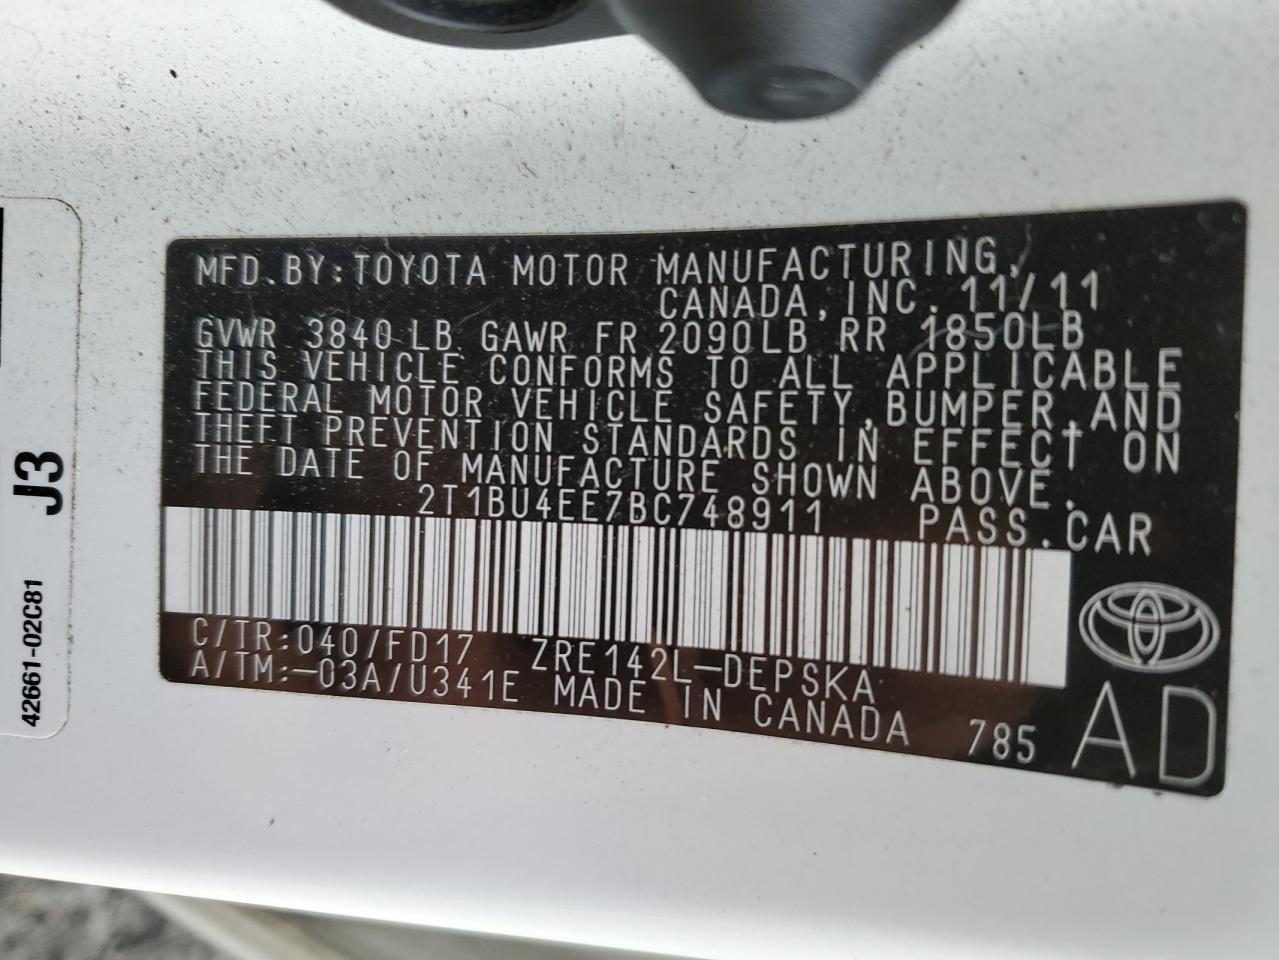 MFD.BY:TOYOTA MOTOR MANUFACTURING,
CANADA,INC. 11/11
GVWR 3840LB GAWR FR 2090LB RR 1850LB
THIS VEHICLE CONFORMS TO ALL APPLICABLE
FEDERAL MOTOR VEHICLE SAFETY,BUMPER,AND
THEFT PREVENTION STANDARDS IN EFFECT ON
THE DATE OF MANUFACTURE SHOWN ABOVE.
2T1BU4EE7BC748911 PASS.CAR
C/TR:040/FD17 ZRE142L-DEPSKA
A/TM:-03A/U341E MADE IN CANADA 785
AD
J3
42661-02C81